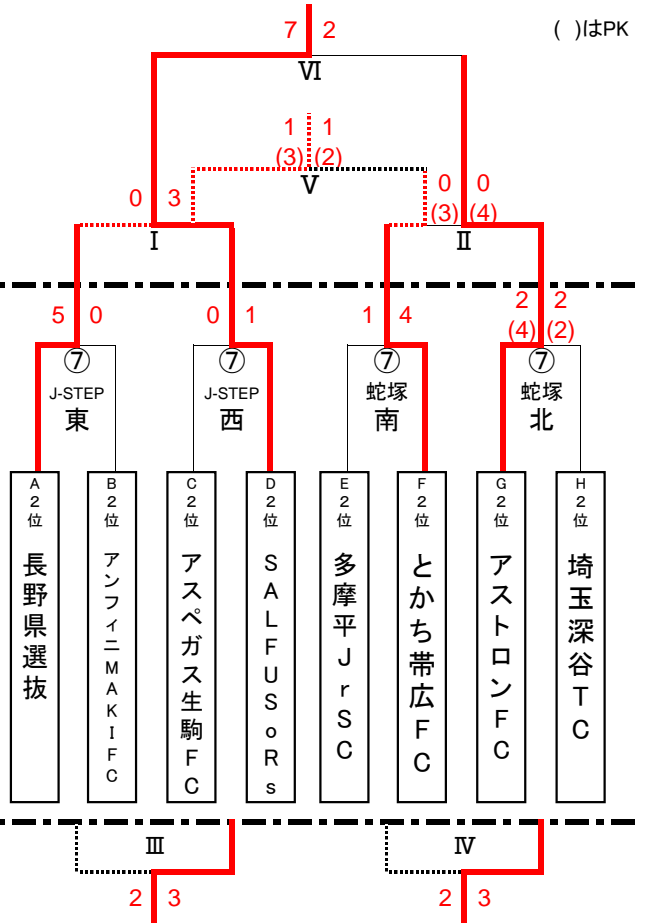 7 2 ( )はPK
Ⅵ
1 1
(3) (2)
Ⅴ
0 3 0 0
(3) (4)
Ⅰ Ⅱ
5 0 0 1 1 4 2 2
(4) (2)
⑦ ⑦ ⑦ ⑦
J-STEP J-STEP 蛇塚 蛇塚
東 西 南 北
A2位 長野県選抜
B2位 アンフィニMAKIFC
C2位 アスペガス生駒FC
D2位 SALFUSoRs
E2位 多摩平JrSC
F2位 とかち帯広FC
G2位 アストロンFC
H2位 埼玉深谷TC
Ⅲ Ⅳ
2 3 2 3